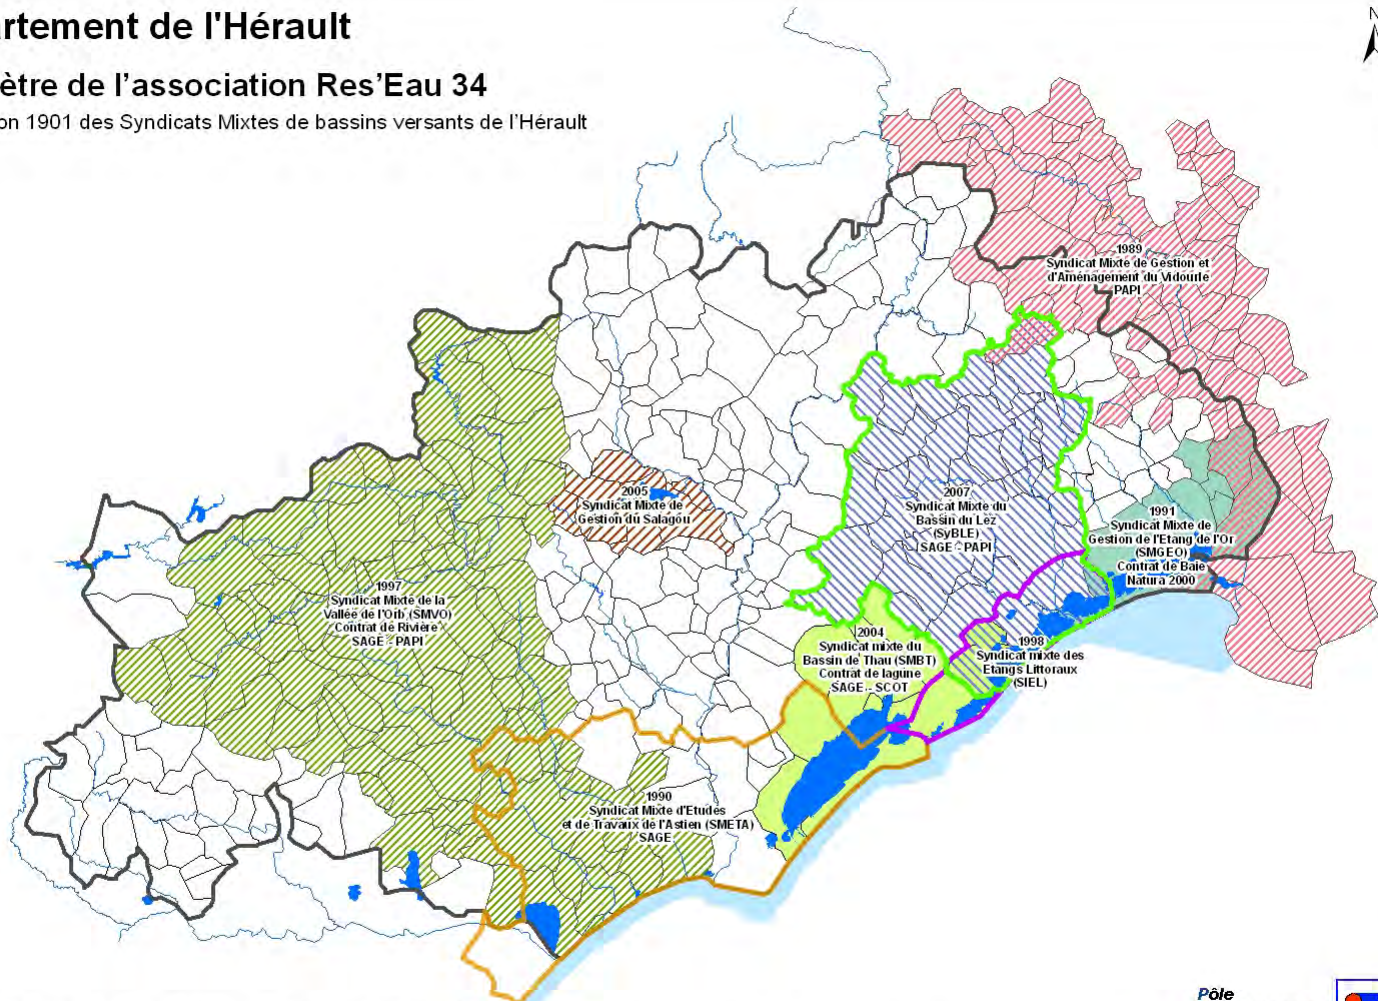 rtement de l'Hérault
ètre de l'association Res'Eau 34
on 1901 des Syndicats Mixtes de bassins versants de l'Hérault
N
1989
Syndicat Mixte de Gestion et
d'Aménagement du Vidourle
PAPI
2005
Syndicat Mixte de
Gestion du Salagou
2007
Syndicat Mixte du
Bassin du Lez
(SyBLE)
SAGE - PAPI
1991
Syndicat Mixte de
Gestion de l'Etang de l'Or
(SMGEO)
Contrat de Baie
Natura 2000
1997
Syndicat Mixte de la
Vallée de l'Orb (SMVO)
Contrat de Rivière
SAGE - PAPI
2004
Syndicat mixte du
Bassin de Thau (SMBT)
Contrat de lagune
SAGE - SCOT
1998
Syndicat mixte des
Etangs Littoraux
(SIEL)
1990
Syndicat Mixte d'Etudes
et de Travaux de l'Astien (SMETA)
SAGE
Pôle